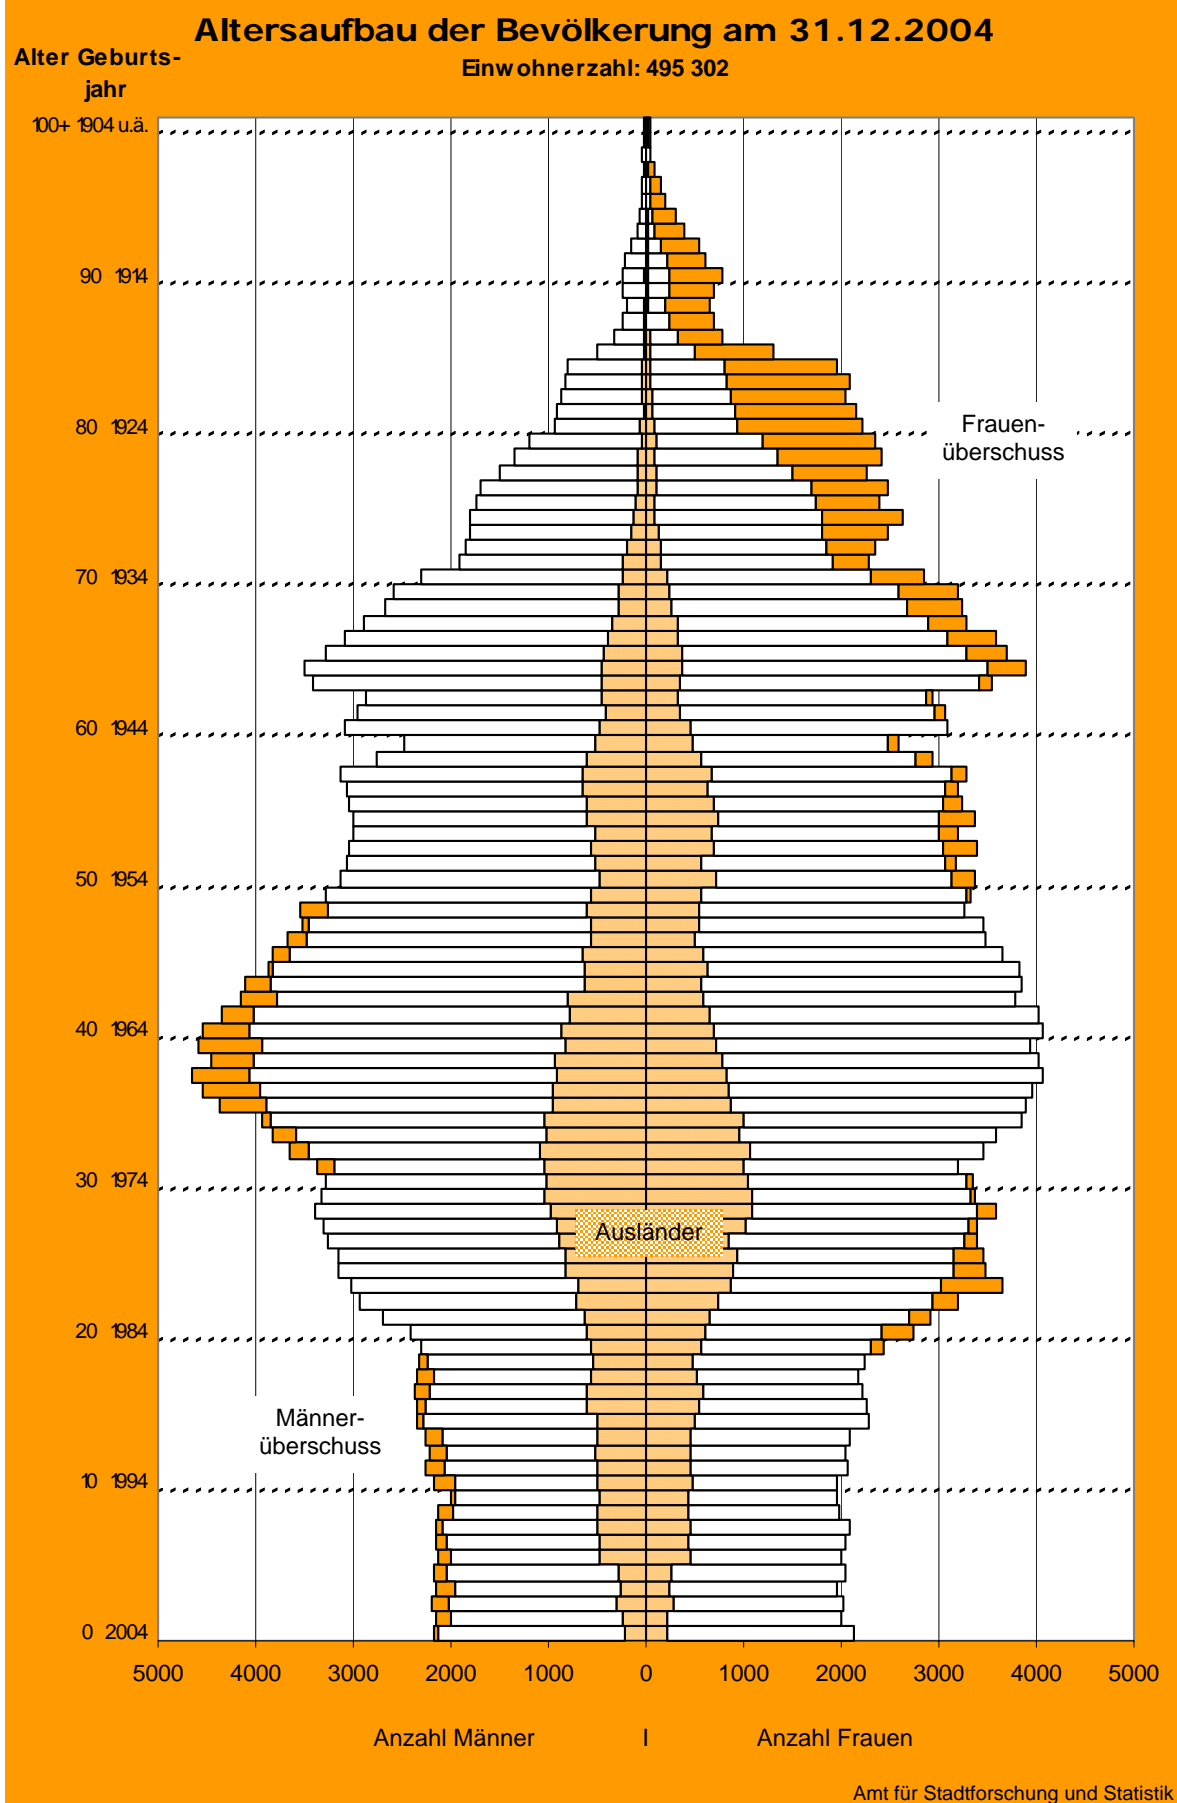 Altersaufbau der Bevölkerung am 31.12.2004
Einwohnerzahl: 495 302
Alter Geburts-
jahr
100+ 1904 u.ä.
90 1914
80 1924
Frauen-
überschuss
70 1934
60 1944
50 1954
40 1964
30 1974
Ausländer
20 1984
Männer-
überschuss
10 1994
0 2004
5000 4000 3000 2000 1000 0 1000 2000 3000 4000 5000
Anzahl Männer I Anzahl Frauen
Amt für Stadtforschung und Statistik